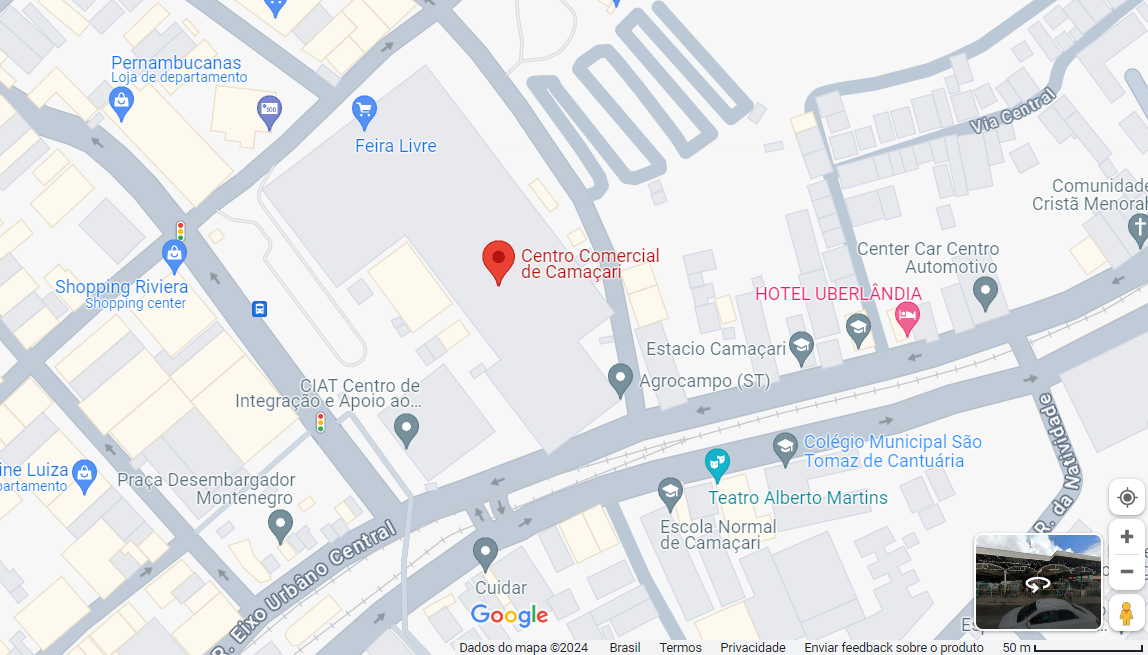 Pernambucanas
Loja de departamento
Feira Livre
Via Central
Comunidade
Cristã Menorah
Centro Comercial
de Camaçari
Center Car Centro
Automotivo
Shopping Riviera
Shopping center
HOTEL UBERLÂNDIA
Estacio Camaçari
Agrocampo (ST)
CIAT Centro de
Integração e Apoio ao...
Colégio Municipal São
Tomaz de Cantuária
ine Luiza
partamento
Praça Desembargador
Montenegro
Teatro Alberto Martins
R. da Natividade
Escola Normal
de Camaçari
R. Eixo Urbâno Central
Cuidar
Google
Dados do mapa ©2024 Brasil Termos Privacidade Enviar feedback sobre o produto 50 m